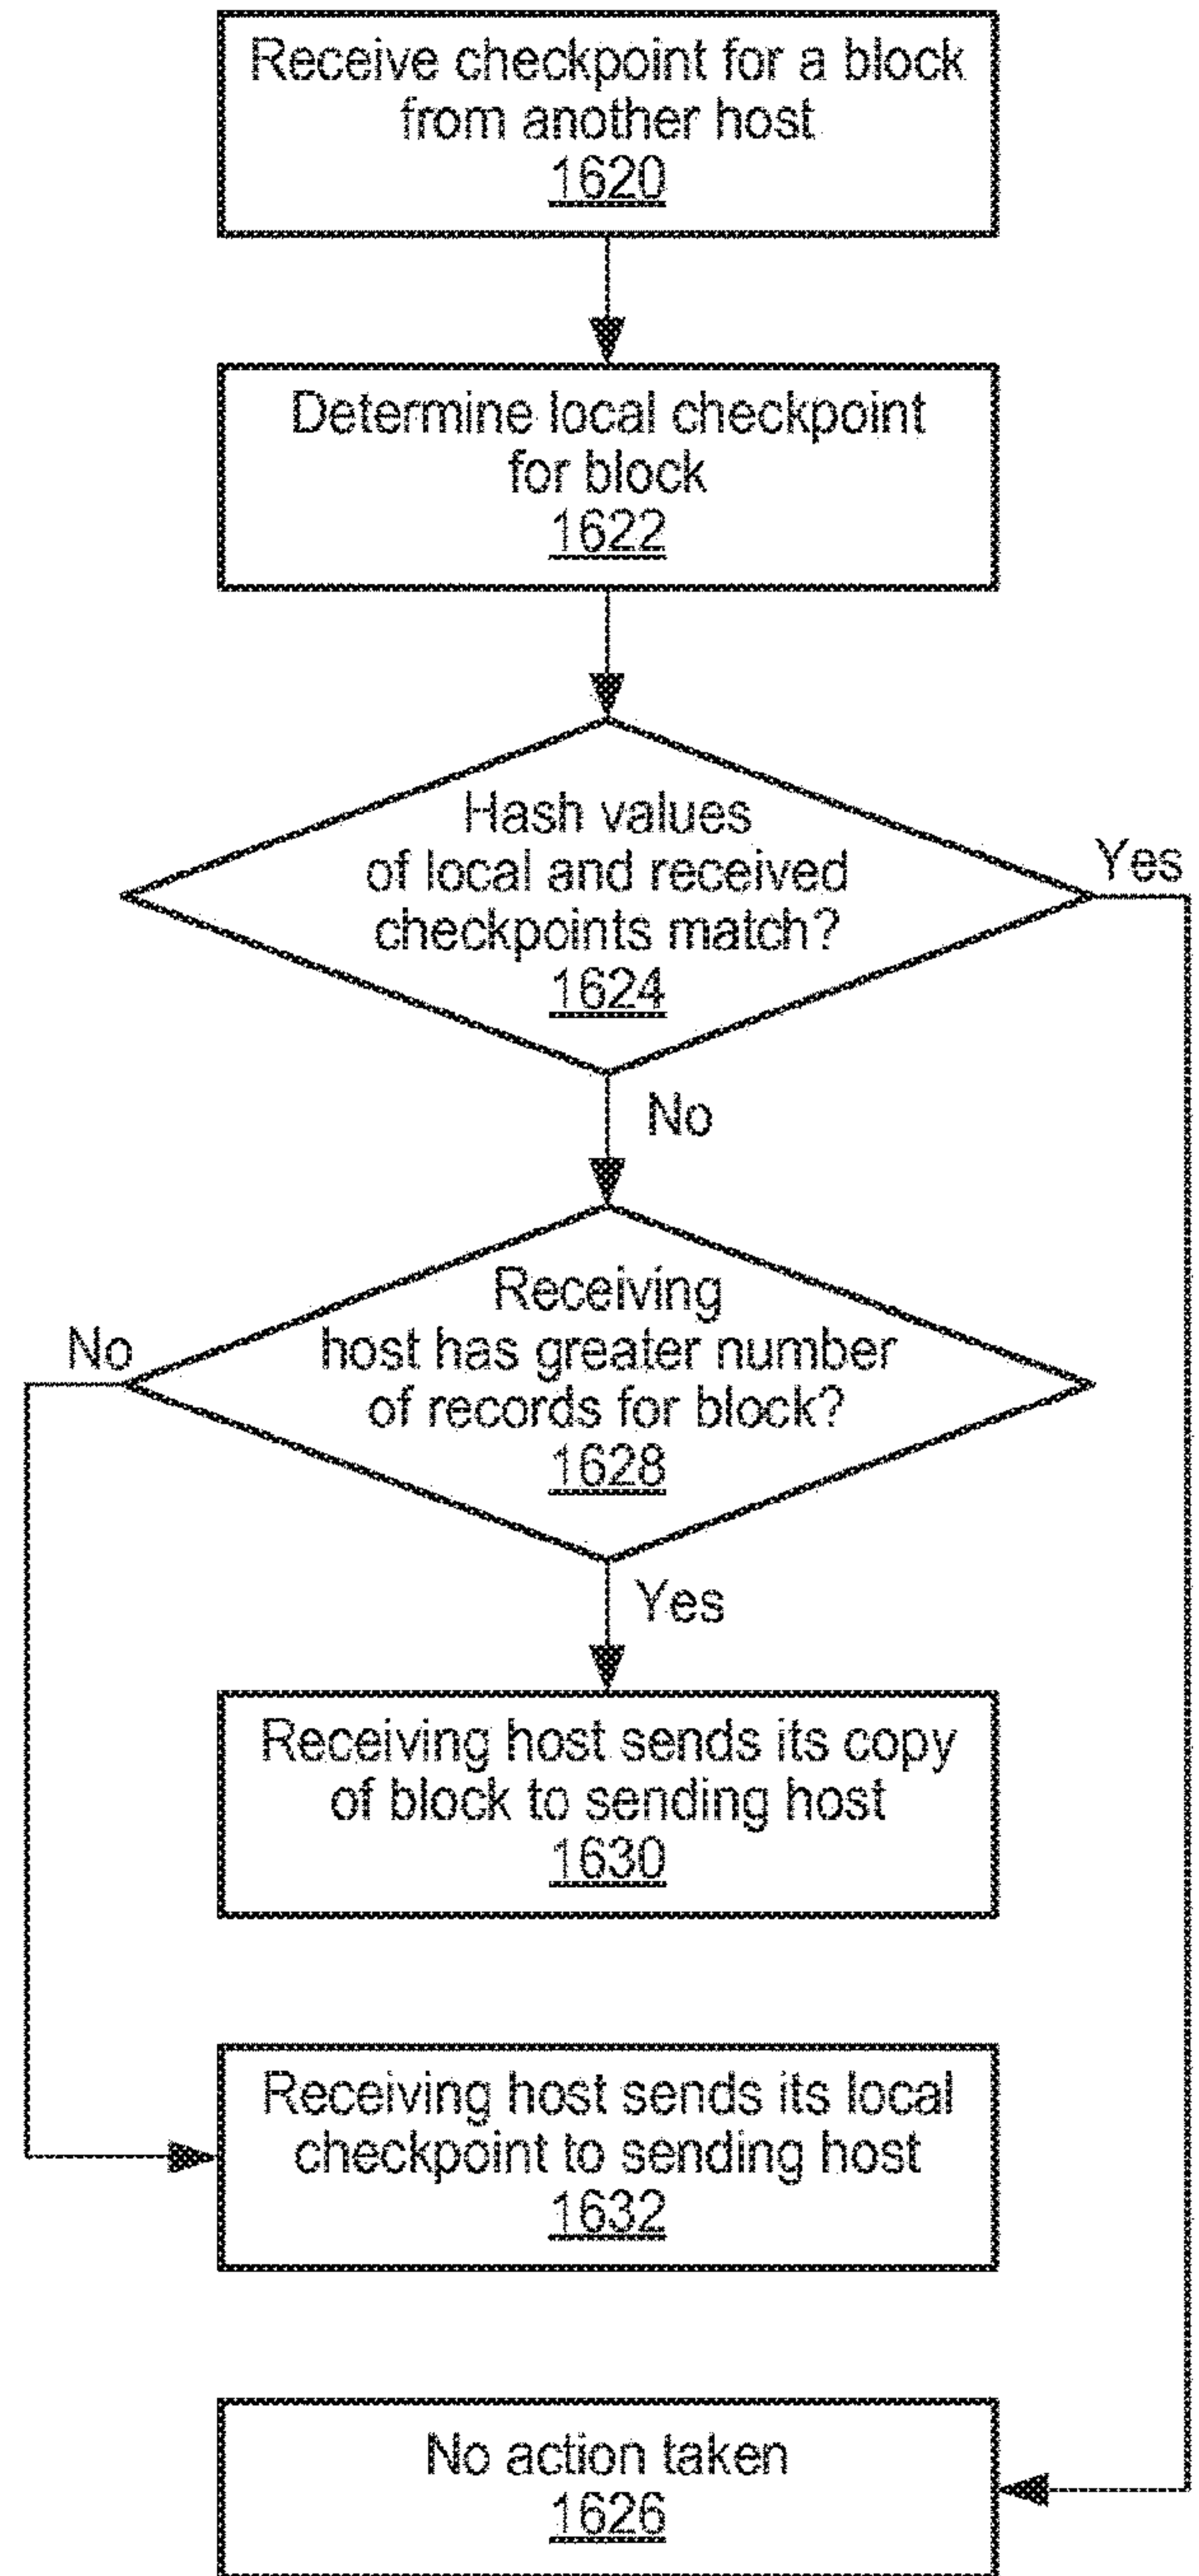 Receive checkpoint for a block
from another host
1620
Determine local checkpoint
for block
1622
Hash values
of local and received
checkpoints match?
1624
Yes
No
Receiving
host has greater number
of records for block?
1628
No
Yes
Receiving host sends its copy
of block to sending host
1630
Receiving host sends its local
checkpoint to sending host
1632
No action taken
1626